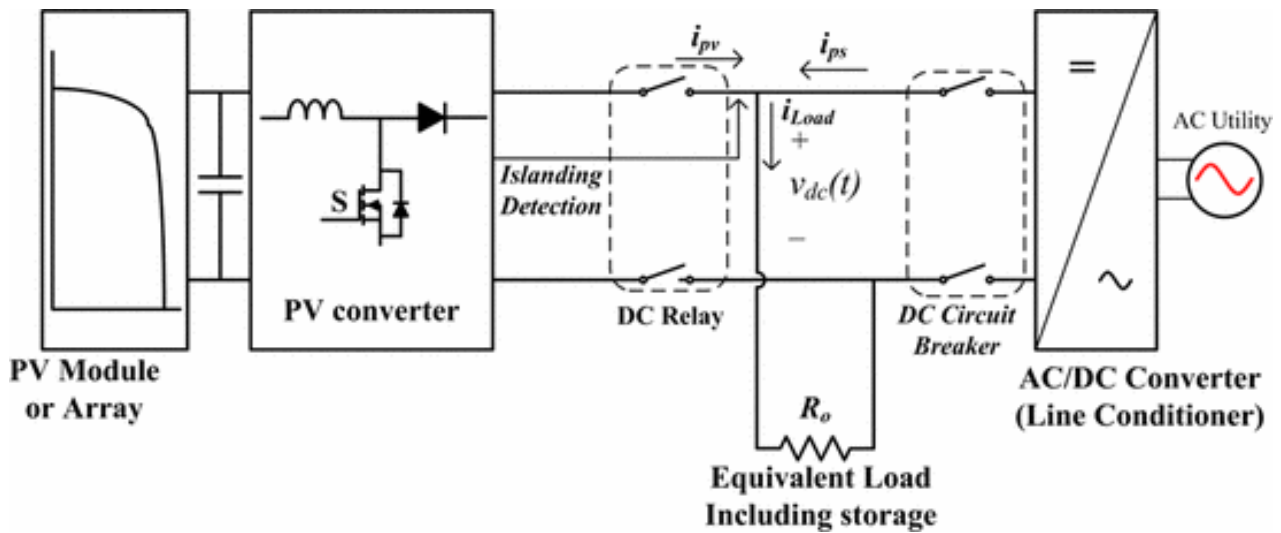 i_pv
i_ps
i_Load
+
v_dc(t)
–
AC Utility
Islanding
Detection
S
PV converter
DC Relay
DC Circuit
Breaker
PV Module
or Array
AC/DC Converter
(Line Conditioner)
R_o
Equivalent Load
Including storage